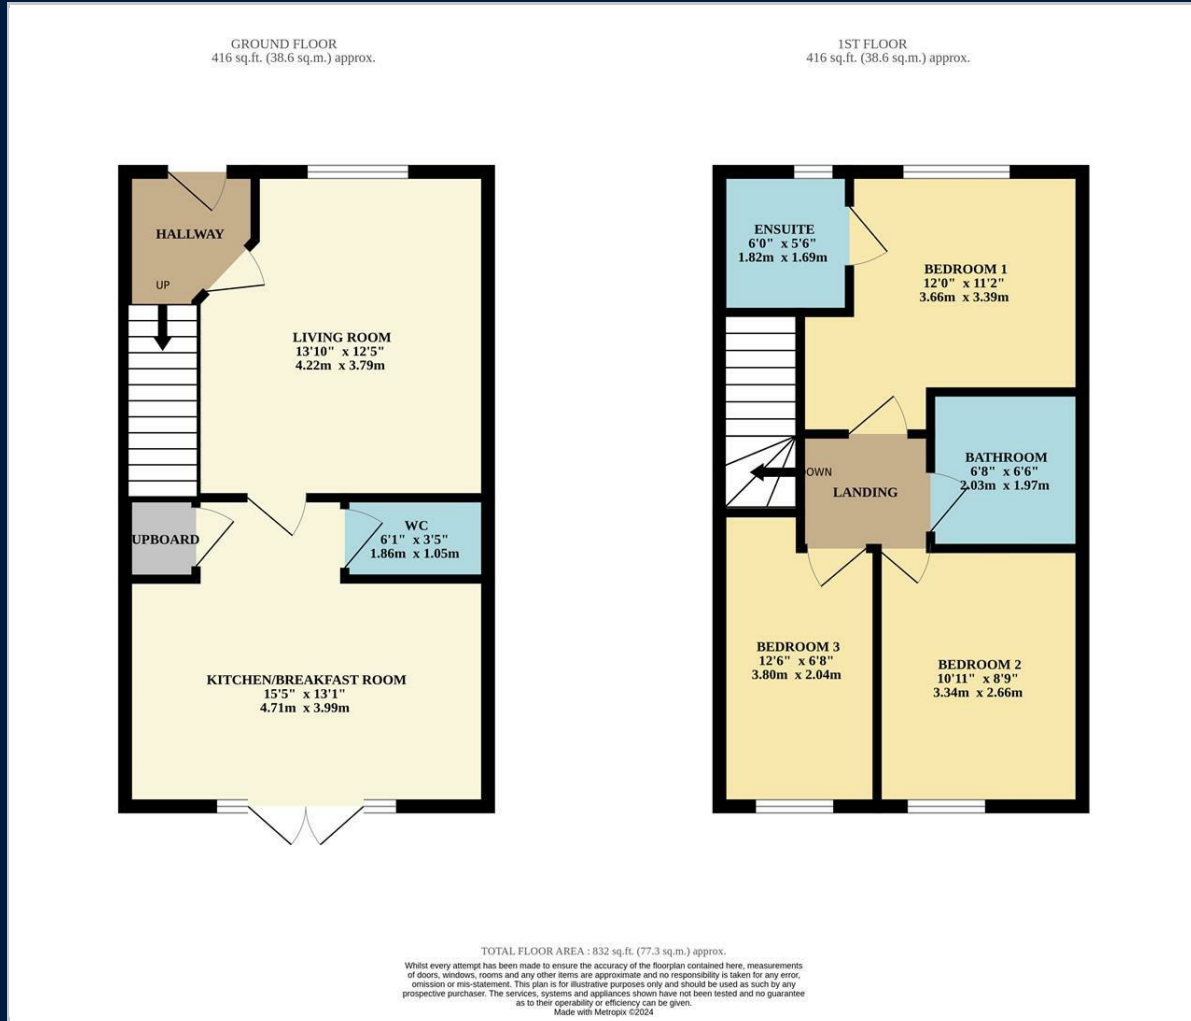 GROUND FLOOR
416 sq.ft. (38.6 sq.m.) approx.
HALLWAY
UP
LIVING ROOM
13'10" x 12'5"
4.22m x 3.79m
UPBOARD
WC
6'1" x 3'5"
1.86m x 1.05m
KITCHEN/BREAKFAST ROOM
15'5" x 13'1"
4.71m x 3.99m
1ST FLOOR
416 sq.ft. (38.6 sq.m.) approx.
ENSUITE
6'0" x 5'6"
1.82m x 1.69m
BEDROOM 1
12'0" x 11'2"
3.66m x 3.39m
BATHROOM
6'8" x 6'6"
2.03m x 1.97m
DOWN
LANDING
BEDROOM 3
12'6" x 6'8"
3.80m x 2.04m
BEDROOM 2
10'11" x 8'9"
3.34m x 2.66m
TOTAL FLOOR AREA : 832 sq.ft. (77.3 sq.m.) approx.
Whilst every attempt has been made to ensure the accuracy of the floorplan contained here, measurements
of doors, windows, rooms and any other items are approximate and no responsibility is taken for any error,
omission or mis-statement. This plan is for illustrative purposes only and should be used as such by any
prospective purchaser. The services, systems and appliances shown have not been tested and no guarantee
as to their operability or efficiency can be given.
Made with Metropix ©2024